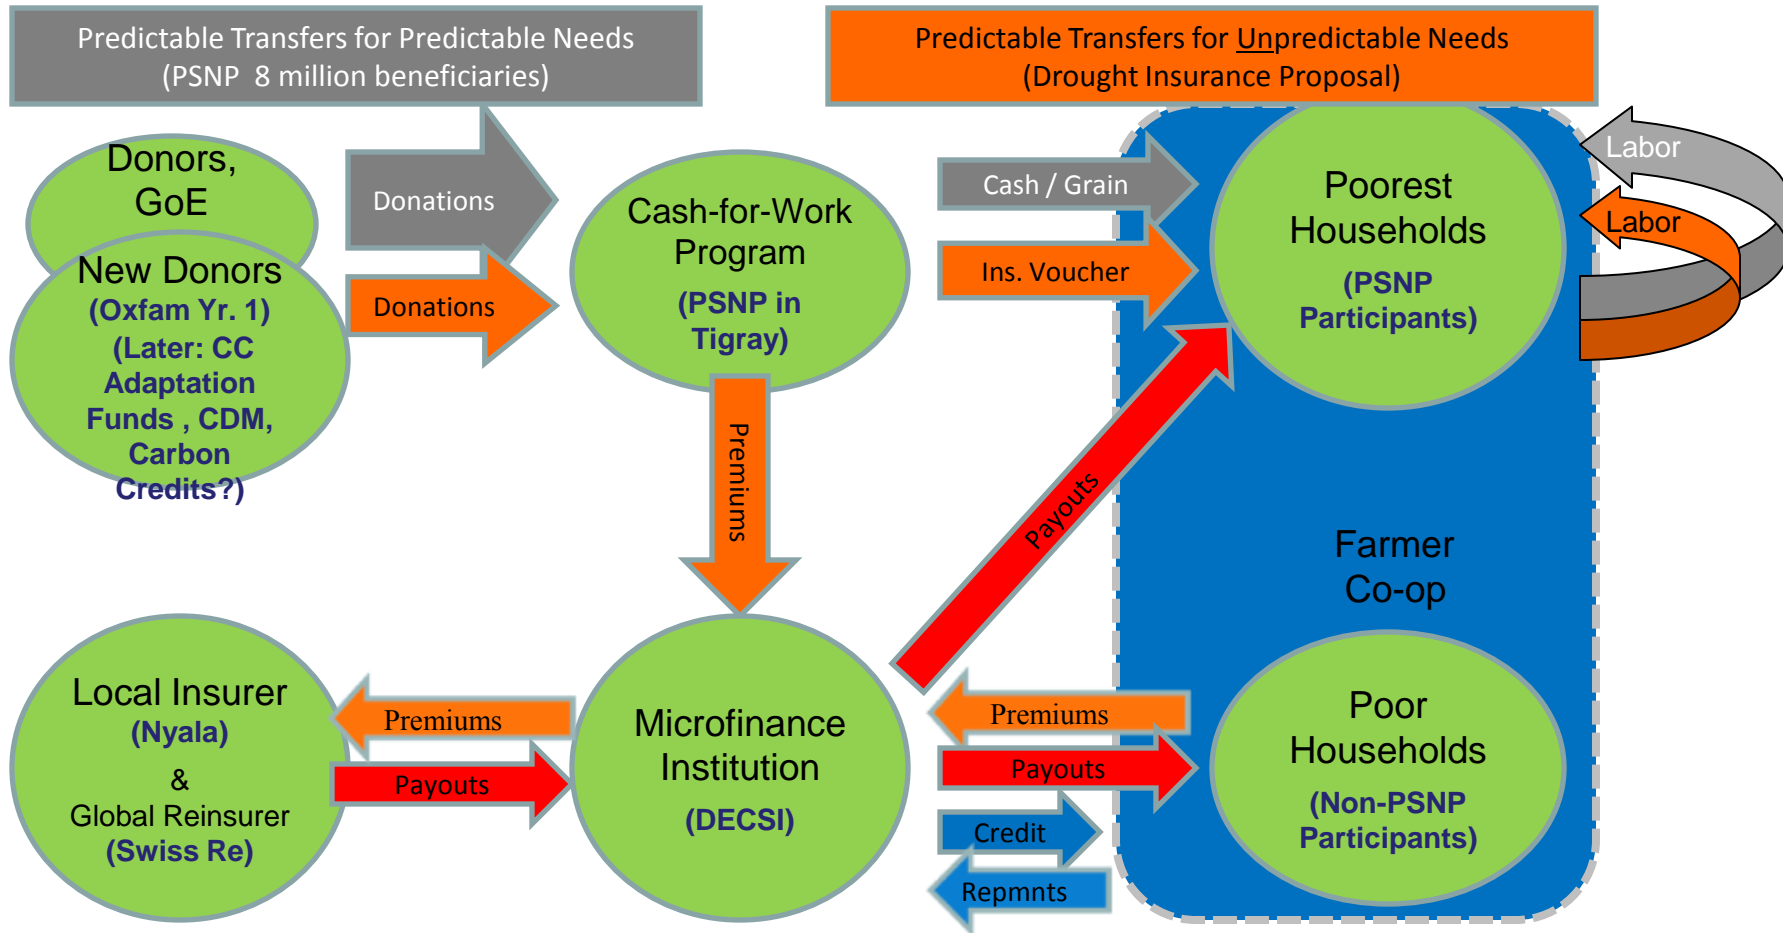 Predictable Transfers for Predictable Needs
(PSNP 8 million beneficiaries)
Predictable Transfers for Unpredictable Needs
(Drought Insurance Proposal)
Donors,
GoE
New Donors
(Oxfam Yr. 1)
(Later: CC
Adaptation
Funds , CDM,
Carbon
Credits?)
Donations
Donations
Cash-for-Work
Program
(PSNP in
Tigray)
Cash / Grain
Ins. Voucher
Poorest
Households
(PSNP
Participants)
Labor
Labor
Premiums
Payouts
Farmer
Co-op
Local Insurer
(Nyala)
&
Global Reinsurer
(Swiss Re)
Premiums
Payouts
Microfinance
Institution
(DECSI)
Premiums
Payouts
Credit
Repmnts
Poor
Households
(Non-PSNP
Participants)